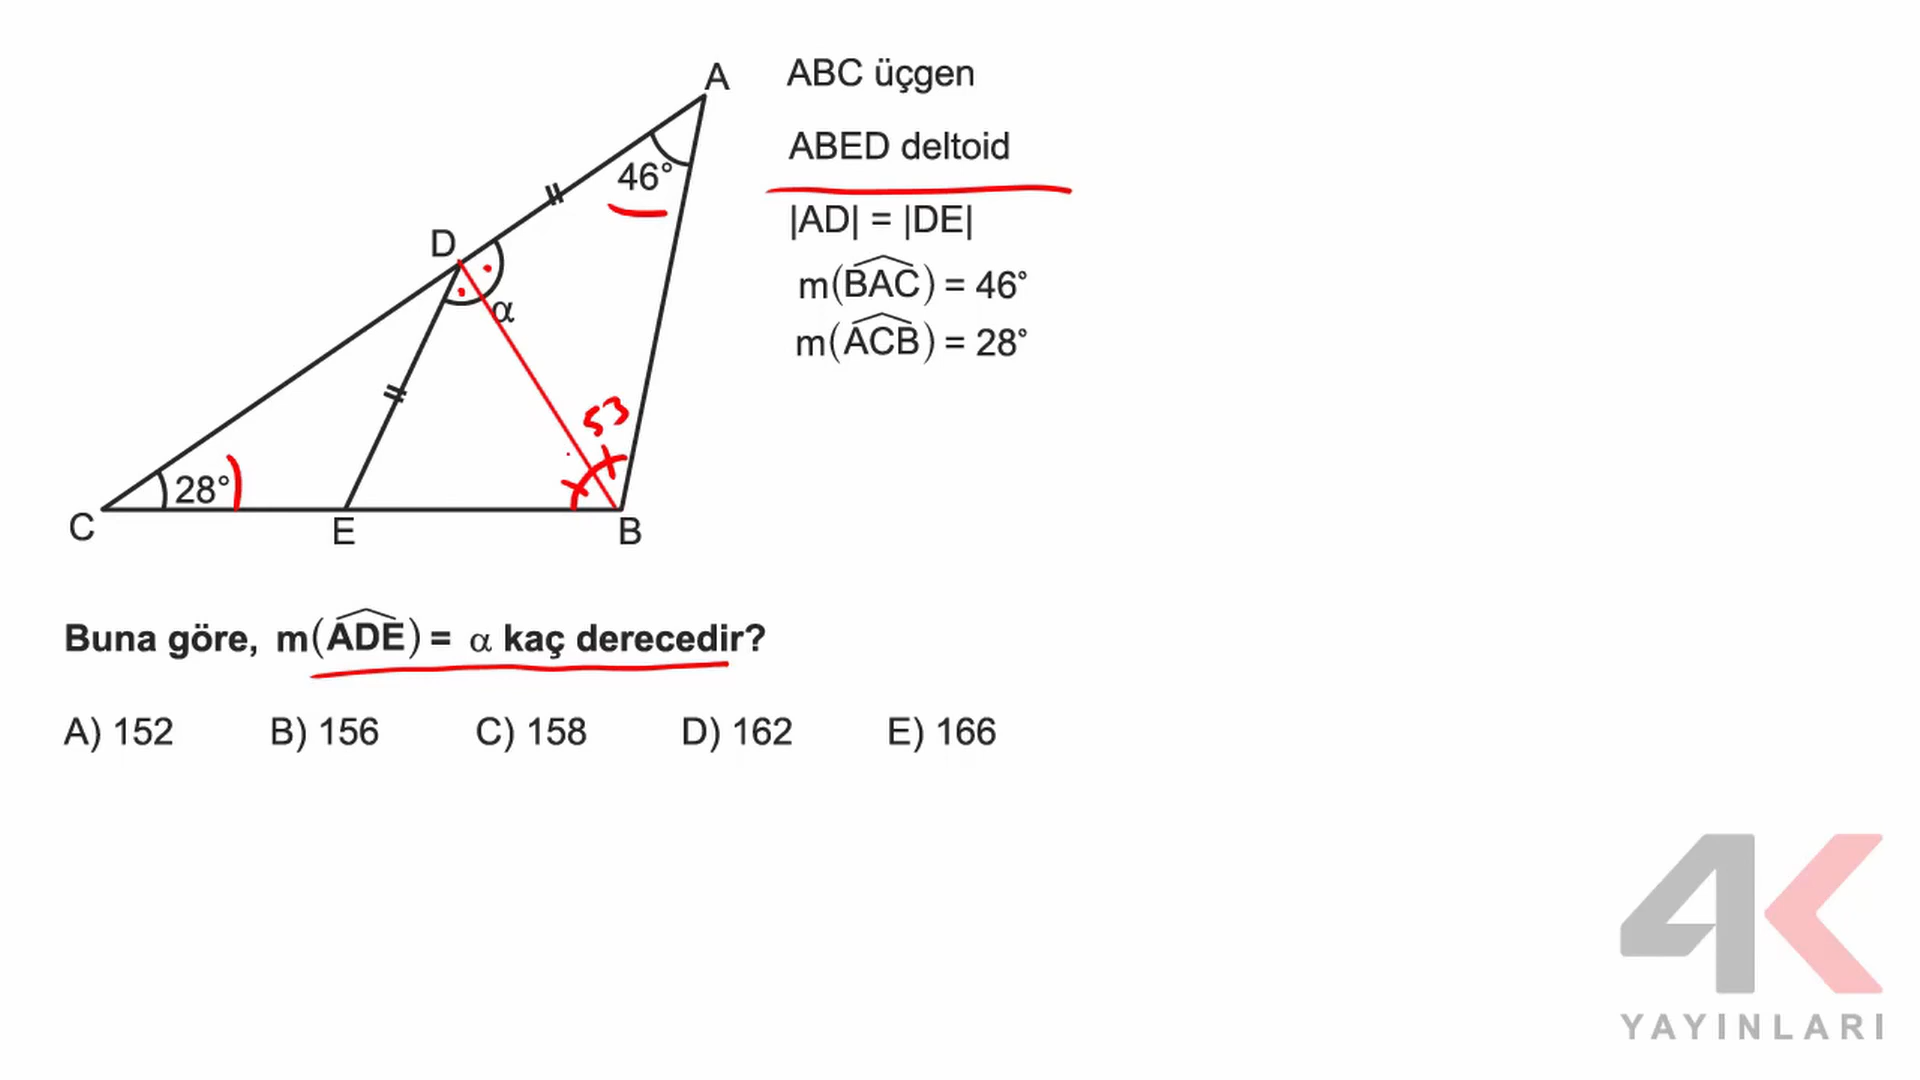 A
ABC üçgen
ABED deltoid
46°
|AD| = |DE|
D
m(BAC) = 46°
α
m(ACB) = 28°
53
28°
C
E
B
Buna göre, m(ADE) = α kaç derecedir?
A) 152 B) 156 C) 158 D) 162 E) 166
4K
YAYINLARI